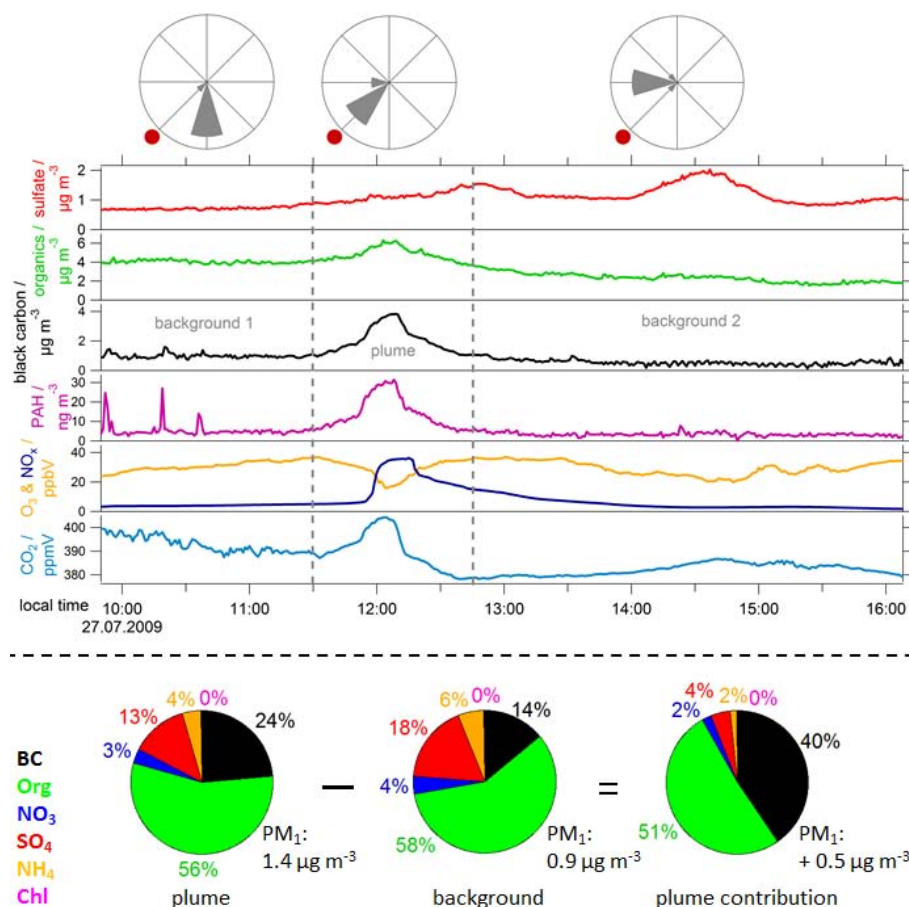 sulfate / µg m⁻³
2
1
0
organics / µg m⁻³
6
4
2
0
black carbon / µg m⁻³
4
2
0
background 1
plume
background 2
PAH / ng m⁻³
30
20
10
0
O₃ & NOₓ / ppbV
40
20
0
CO₂ / ppmV
400
390
380
local time 10:00 11:00 12:00 13:00 14:00 15:00 16:00
27.07.2009
BC
Org
NO₃
SO₄
NH₄
Chl
4% 0%
13% 24%
3%
56%
PM₁:
1.4 µg m⁻³
plume
–
6% 0%
18% 14%
4%
58%
PM₁:
0.9 µg m⁻³
background
=
4% 2% 0%
2%
40%
51%
PM₁:
+ 0.5 µg m⁻³
plume contribution